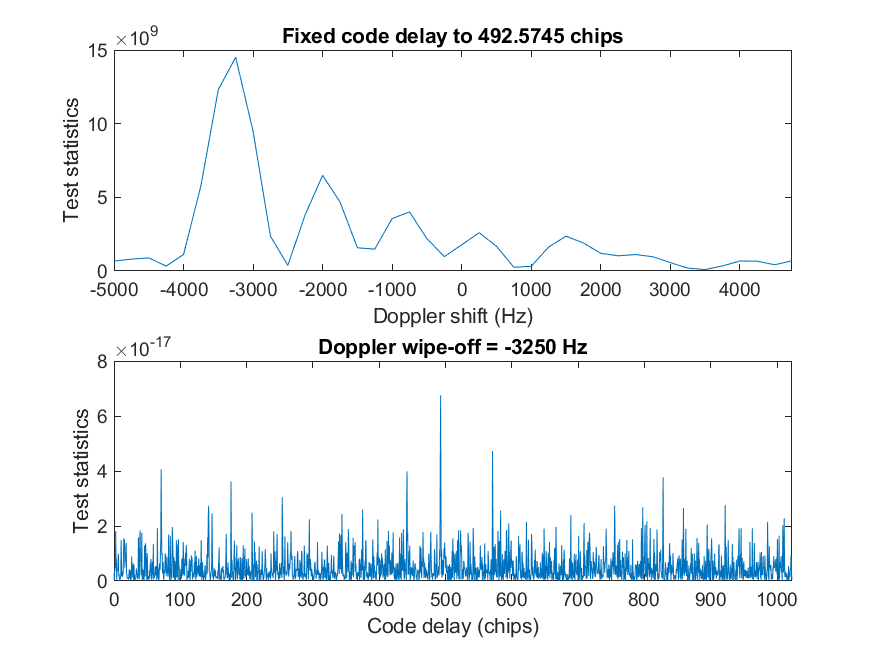 ×10^9
Fixed code delay to 492.5745 chips
15
10
5
0
Test statistics
-5000 -4000 -3000 -2000 -1000 0 1000 2000 3000 4000
Doppler shift (Hz)
×10^-17
Doppler wipe-off = -3250 Hz
8
6
4
2
0
Test statistics
0 100 200 300 400 500 600 700 800 900 1000
Code delay (chips)